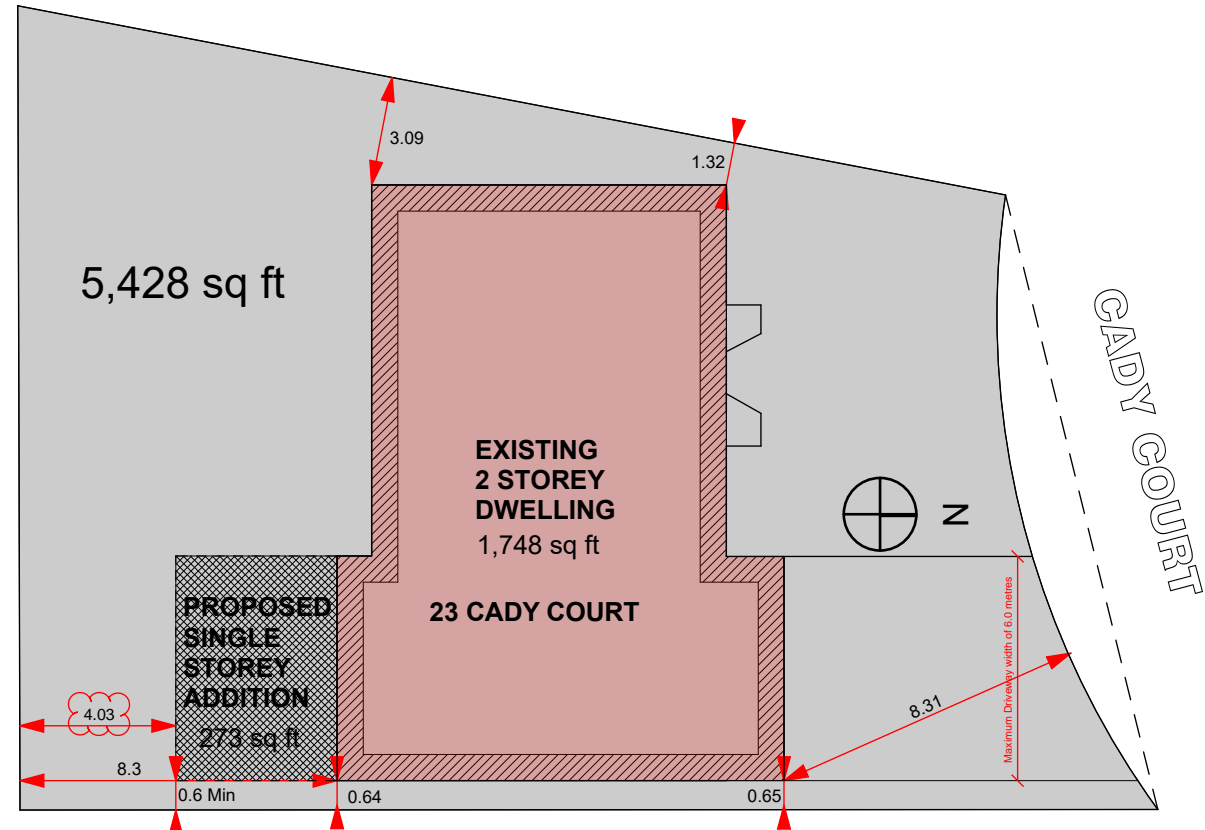 3.09
1.32
5,428 sq ft
CADY COURT
EXISTING
2 STOREY
DWELLING
1,748 sq ft
N
PROPOSED
SINGLE
STOREY
ADDITION
273 sq ft
23 CADY COURT
Maximum Driveway width of 6.0 metres
8.31
4.03
8.3
0.6 Min
0.64
0.65